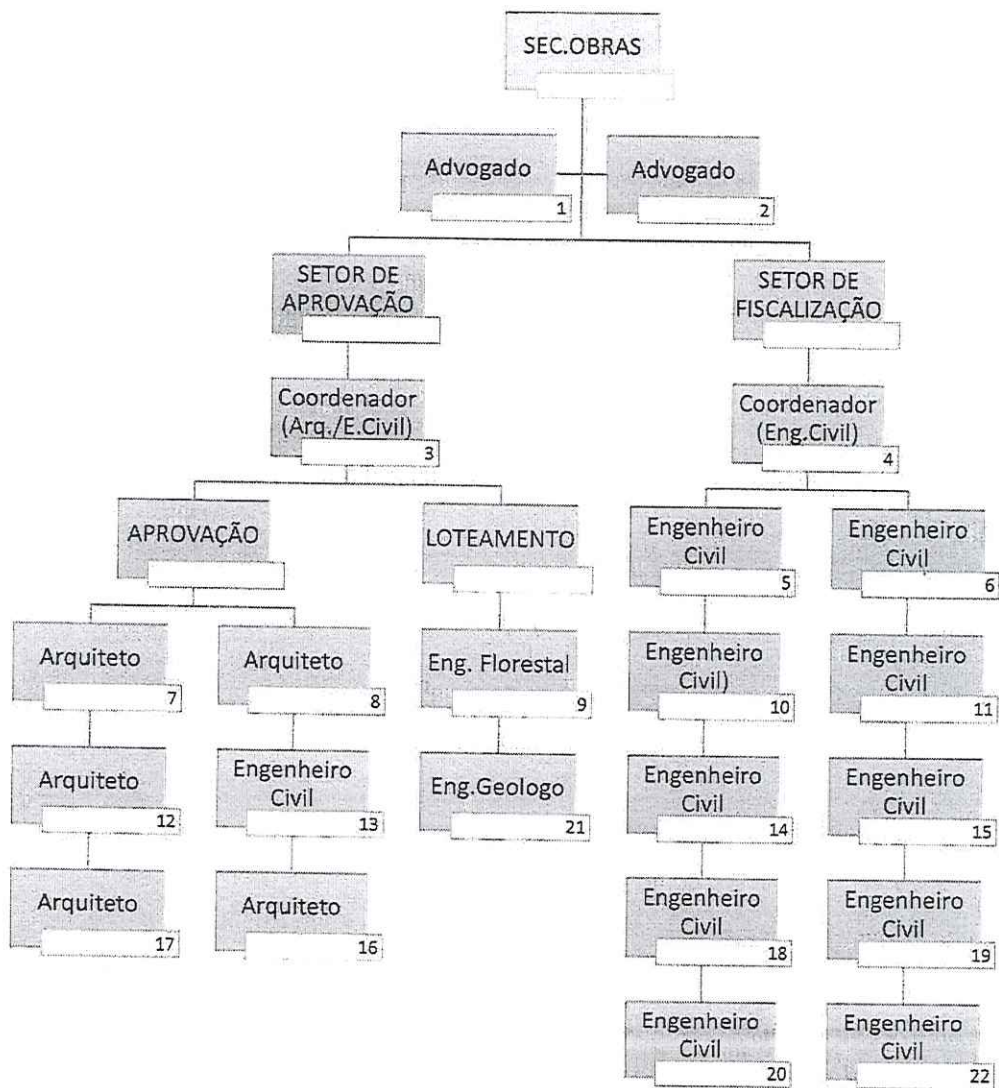 SEC.OBRAS
Advogado
1
Advogado
2
SETOR DE
APROVAÇÃO
SETOR DE
FISCALIZAÇÃO
Coordenador
(Arq./E.Civil)
3
Coordenador
(Eng.Civil)
4
APROVAÇÃO
LOTEAMENTO
Engenheiro
Civil
5
Engenheiro
Civil
6
Arquiteto
7
Arquiteto
8
Eng. Florestal
9
Engenheiro
Civil)
10
Engenheiro
Civil
11
Arquiteto
12
Engenheiro
Civil
13
Eng.Geologo
21
Engenheiro
Civil
14
Engenheiro
Civil
15
Arquiteto
17
Arquiteto
16
Engenheiro
Civil
18
Engenheiro
Civil
19
Engenheiro
Civil
20
Engenheiro
Civil
22